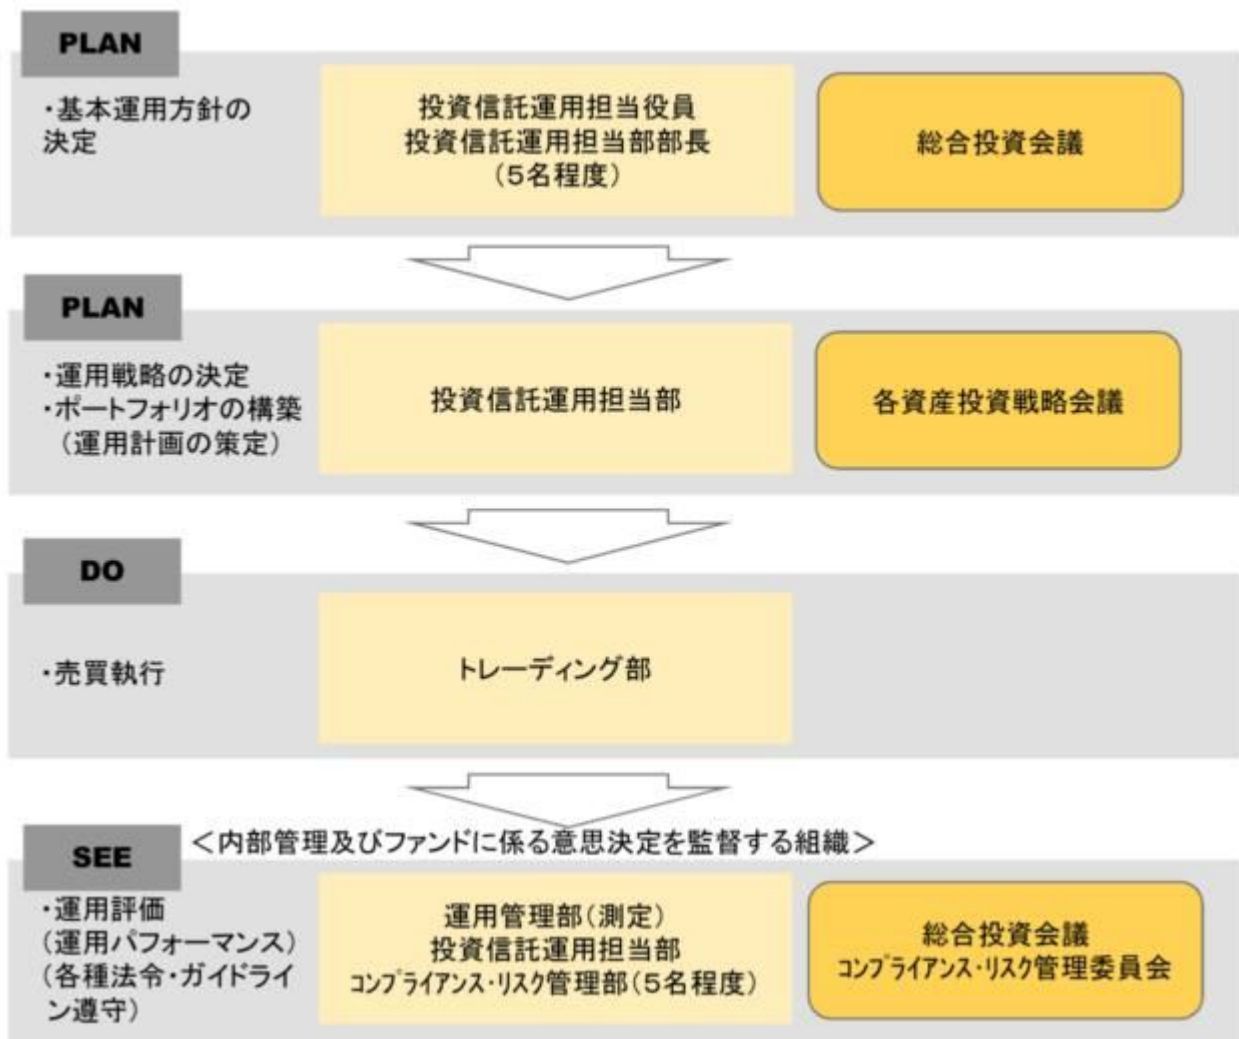 PLAN
・基本運用方針の
決定
投資信託運用担当役員
投資信託運用担当部部長
（5名程度）
総合投資会議
PLAN
・運用戦略の決定
・ポートフォリオの構築
（運用計画の策定）
投資信託運用担当部
各資産投資戦略会議
DO
・売買執行
トレーディング部
SEE
＜内部管理及びファンドに係る意思決定を監督する組織＞
・運用評価
（運用パフォーマンス）
（各種法令・ガイドライ
ン遵守）
運用管理部（測定）
投資信託運用担当部
ｺﾝﾌﾟﾗｲｱﾝｽ・ﾘｽｸ管理部（5名程度）
総合投資会議
ｺﾝﾌﾟﾗｲｱﾝｽ・ﾘｽｸ管理委員会